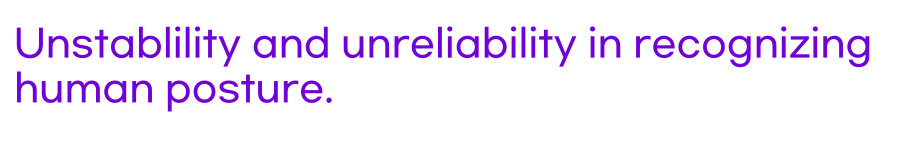 Unstablility and unreliability in recognizing
human posture.